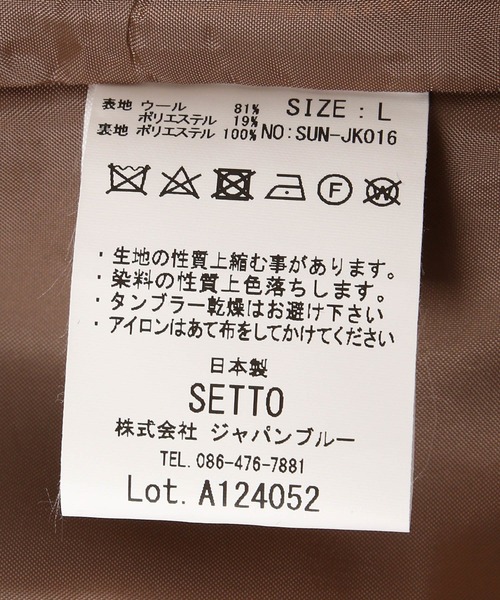 表地 ウール 81% SIZE : L
ポリエステル 19%
裏地 ポリエステル 100% NO:SUN-JK016
F W
・生地の性質上縮む事があります。
・染料の性質上色落ちします。
・タンブラー乾燥はお避け下さい
・アイロンはあて布をしてかけてください
日本製
SETTO
株式会社 ジャパンブルー
TEL. 086-476-7881
Lot. A124052